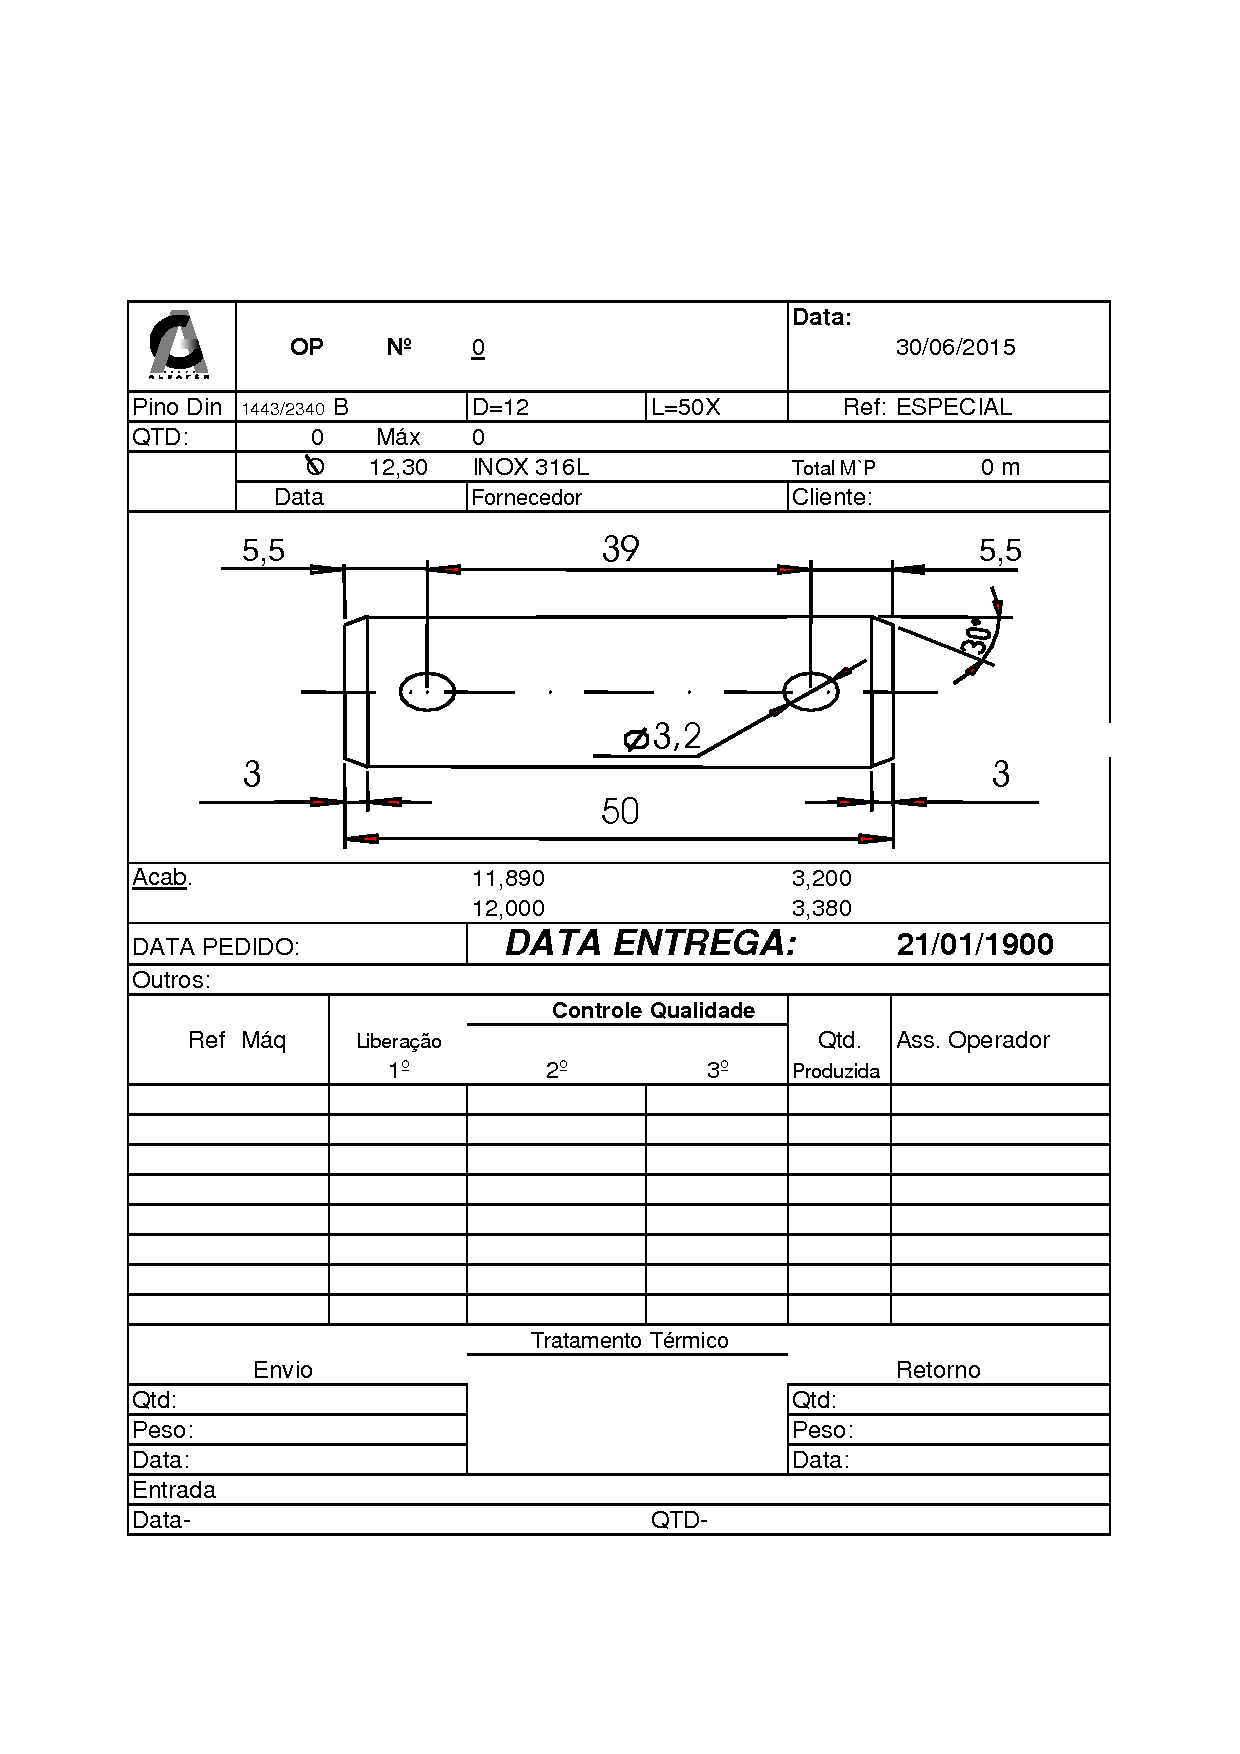 Data:
OP Nº 0 30/06/2015
Pino Din 1443/2340 B D=12 L=50X Ref: ESPECIAL
QTD: 0 Máx 0
Ø 12,30 INOX 316L Total M`P 0 m
Data Fornecedor Cliente:
5,5 39 5,5
30°
Ø3,2
3 3
50
Acab. 11,890 3,200
12,000 3,380
DATA PEDIDO: DATA ENTREGA: 21/01/1900
Outros:
Controle Qualidade
Ref Máq Liberação Qtd. Ass. Operador
1º 2º 3º Produzida
Tratamento Térmico
Envio Retorno
Qtd: Qtd:
Peso: Peso:
Data: Data:
Entrada
Data- QTD-